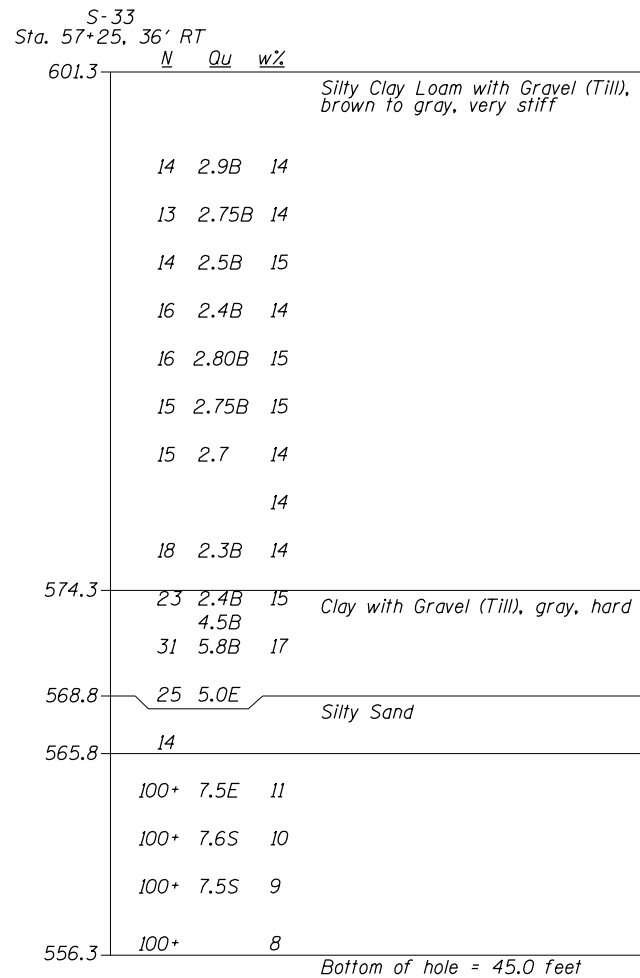 S-33
Sta. 57+25, 36' RT
N Qu w%
601.3
Silty Clay Loam with Gravel (Till),
brown to gray, very stiff
14 2.9B 14
13 2.75B 14
14 2.5B 15
16 2.4B 14
16 2.80B 15
15 2.75B 15
15 2.7 14
14
18 2.3B 14
574.3
23 2.4B 15
Clay with Gravel (Till), gray, hard
4.5B
31 5.8B 17
568.8 25 5.0E
Silty Sand
14
565.8
100+ 7.5E 11
100+ 7.6S 10
100+ 7.5S 9
100+ 8
556.3
Bottom of hole = 45.0 feet